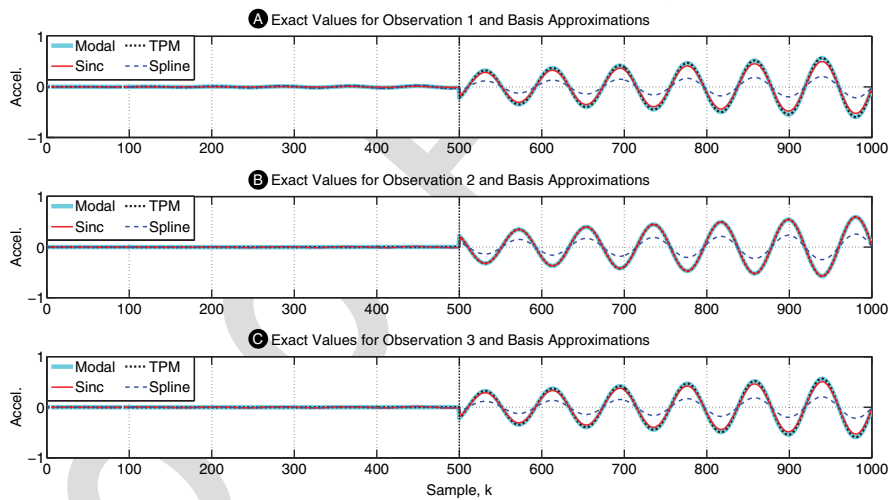 A Exact Values for Observation 1 and Basis Approximations
1
0
−1
Accel.
Modal TPM
Sinc Spline
0 100 200 300 400 500 600 700 800 900 1000
B Exact Values for Observation 2 and Basis Approximations
1
0
−1
Accel.
Modal TPM
Sinc Spline
0 100 200 300 400 500 600 700 800 900 1000
C Exact Values for Observation 3 and Basis Approximations
1
0
−1
Accel.
Modal TPM
Sinc Spline
0 100 200 300 400 500 600 700 800 900 1000
Sample, k